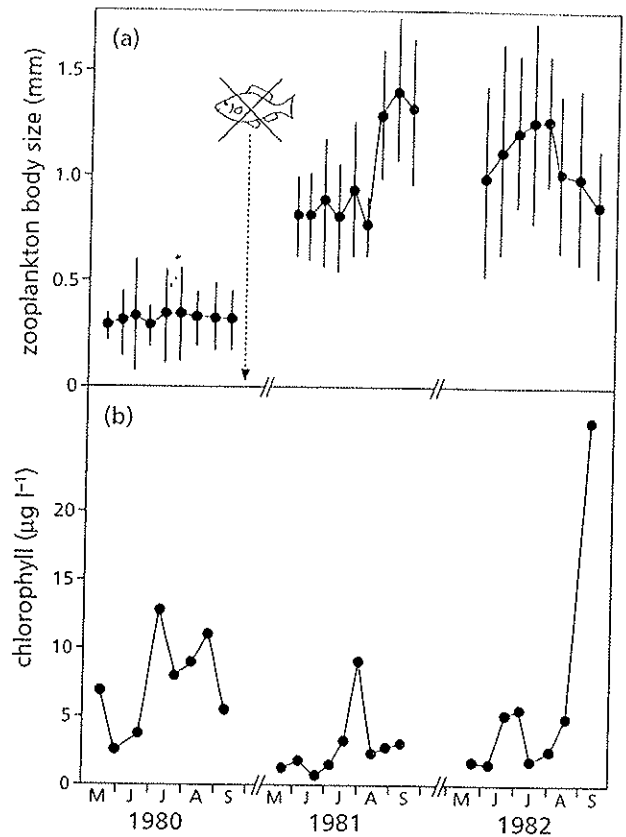 (a)
zooplankton body size (mm)
1.5
1.0
0.5
0
(b)
chlorophyll (µg l⁻¹)
20
15
10
5
0
M J J A S M J J A S M J J A S
1980 1981 1982